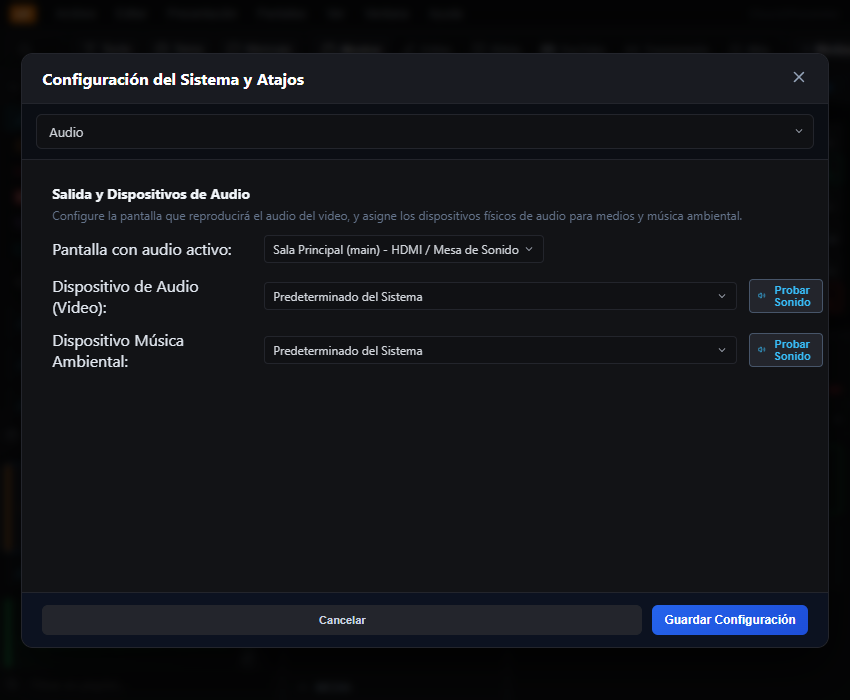 Configuración del Sistema y Atajos
Audio
Salida y Dispositivos de Audio
Configure la pantalla que reproducirá el audio del video, y asigne los dispositivos físicos de audio para medios y música ambiental.
Pantalla con audio activo:
Sala Principal (main) - HDMI / Mesa de Sonido
Dispositivo de Audio
(Video):
Predeterminado del Sistema
Probar
Sonido
Dispositivo Música
Ambiental:
Predeterminado del Sistema
Probar
Sonido
Cancelar
Guardar Configuración